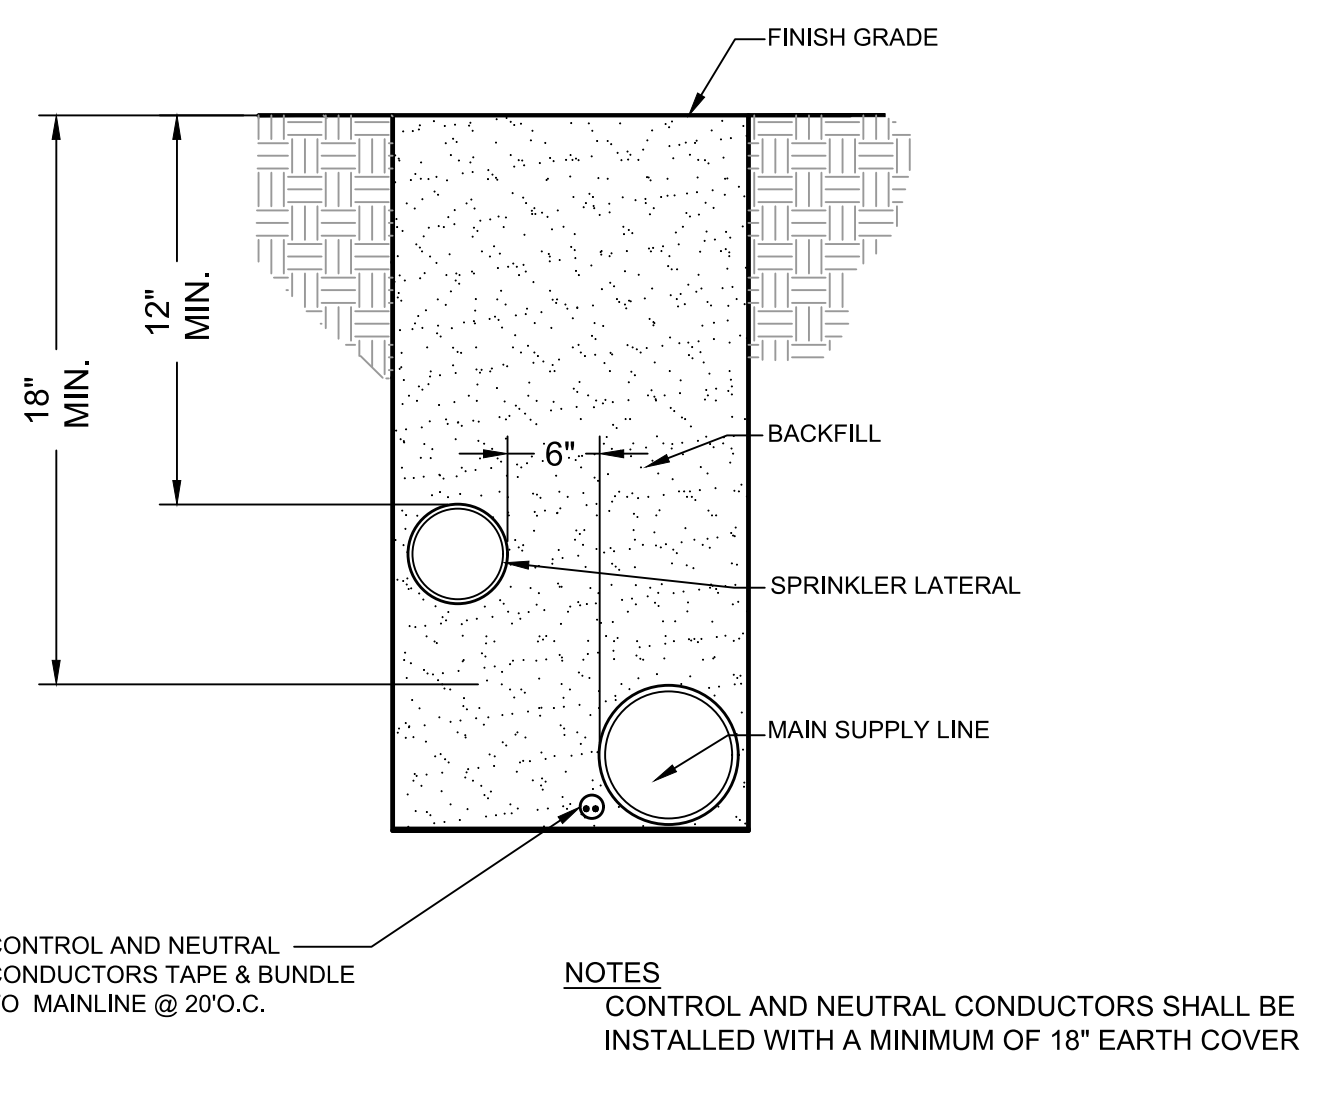 FINISH GRADE
12"
MIN.
18"
MIN.
BACKFILL
6"
SPRINKLER LATERAL
MAIN SUPPLY LINE
CONTROL AND NEUTRAL
CONDUCTORS TAPE & BUNDLE
TO MAINLINE @ 20'O.C.
NOTES
CONTROL AND NEUTRAL CONDUCTORS SHALL BE
INSTALLED WITH A MINIMUM OF 18" EARTH COVER